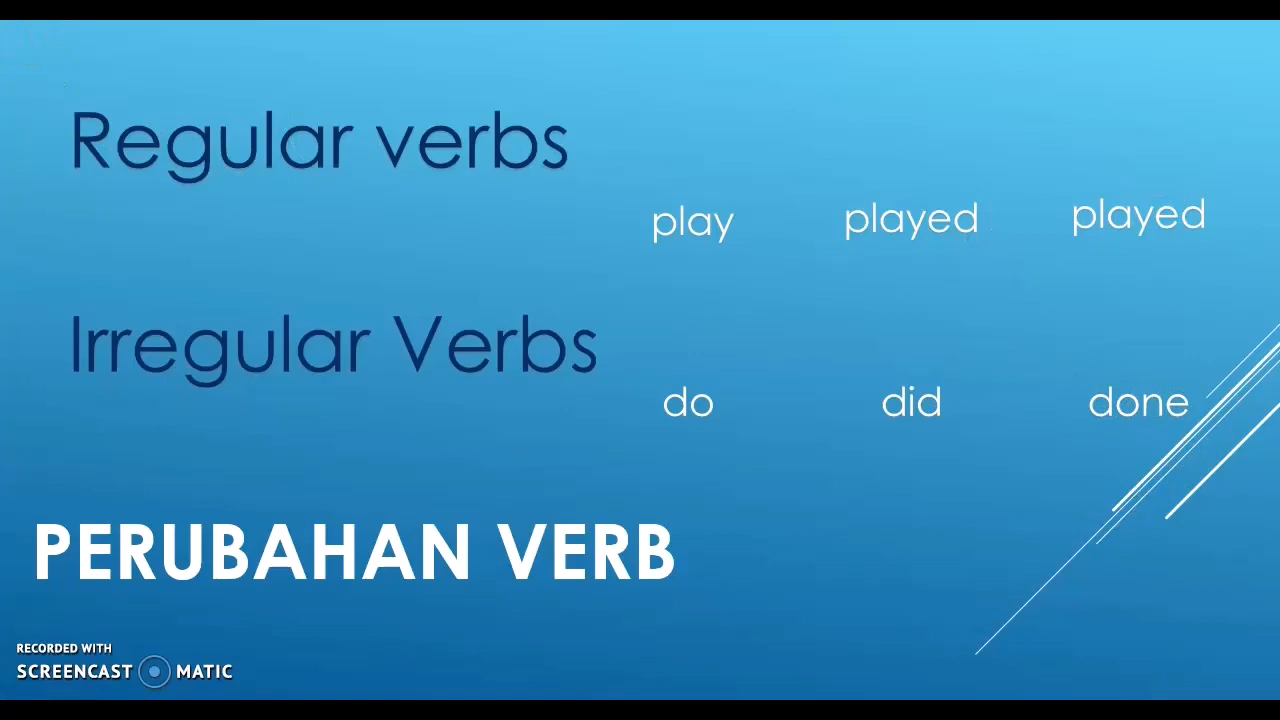 Regular verbs
play played played
Irregular Verbs
do did done
PERUBAHAN VERB
RECORDED WITH
SCREENCAST MATIC